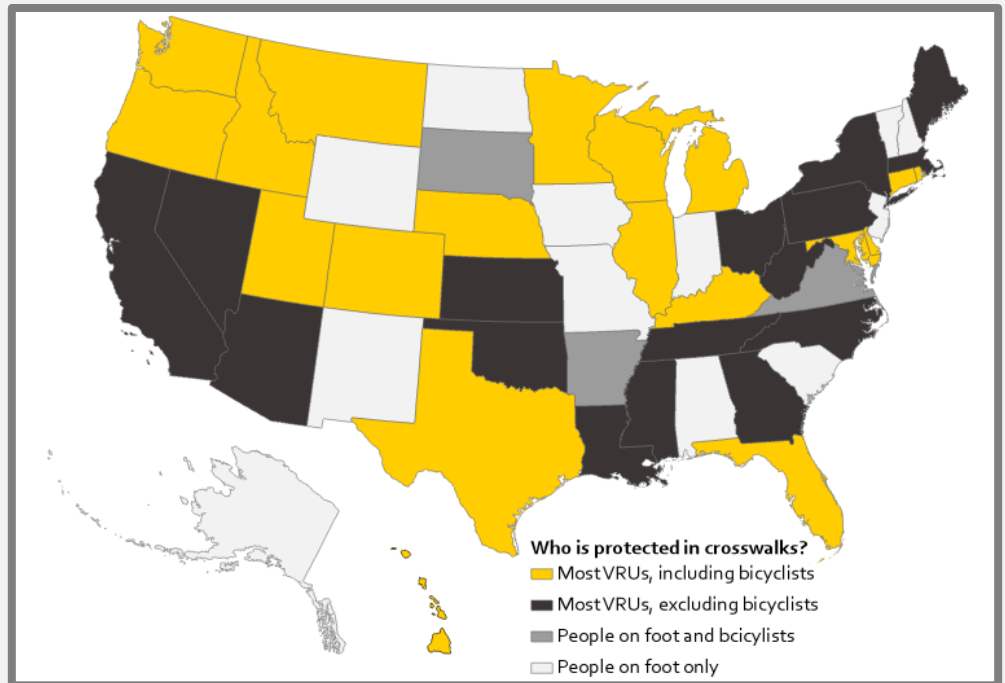 Who is protected in crosswalks?
Most VRUs, including bicyclists
Most VRUs, excluding bicyclists
People on foot and bcicylists
People on foot only